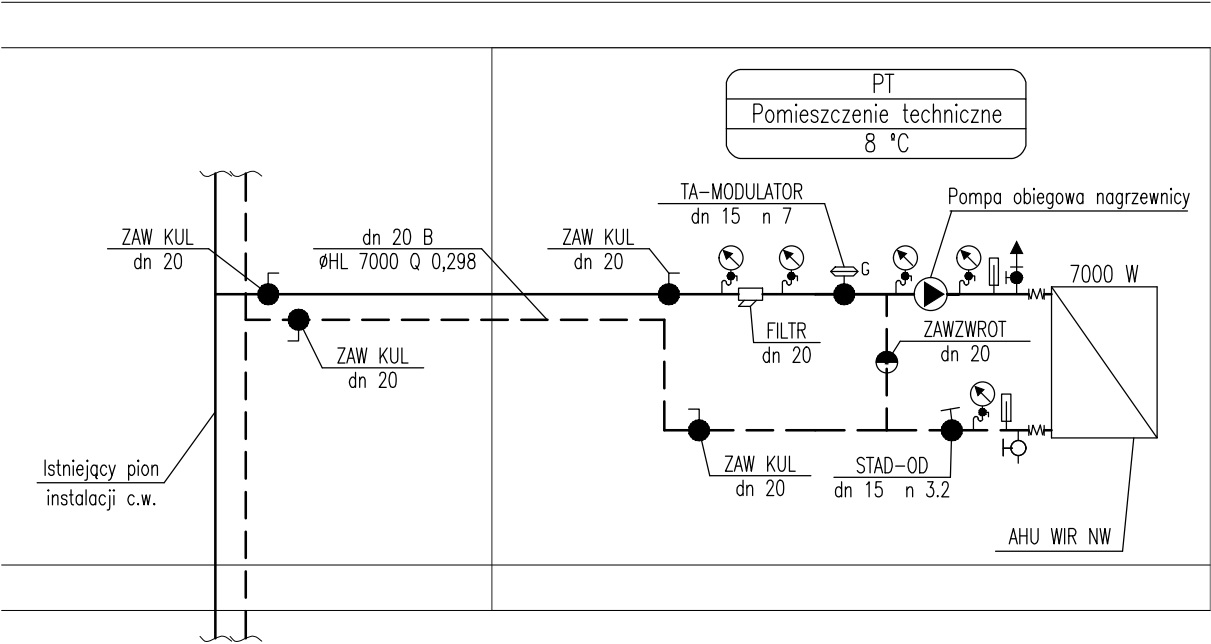 PT
Pomieszczenie techniczne
8 °C
TA-MODULATOR
dn 15 n 7
Pompa obiegowa nagrzewnicy
ZAW KUL
dn 20
dn 20 B
øHL 7000 Q 0,298
ZAW KUL
dn 20
G
7000 W
FILTR
dn 20
ZAWZWROT
dn 20
ZAW KUL
dn 20
Istniejący pion
instalacji c.w.
ZAW KUL
dn 20
STAD-OD
dn 15 n 3.2
AHU WIR NW